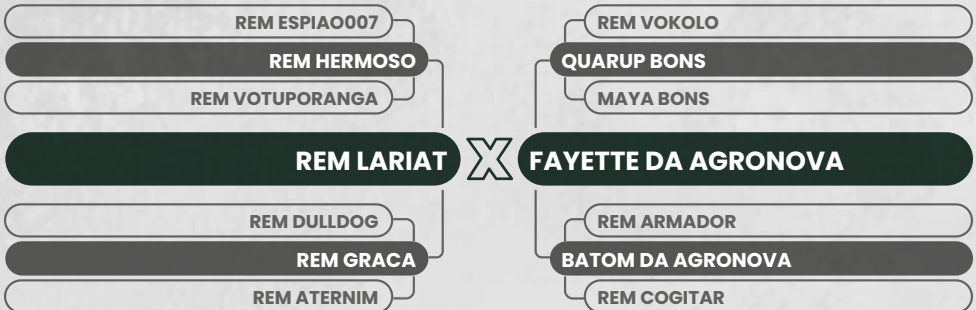 REM ESPIAO007
REM HERMOSO
REM VOTUPORANGA
REM LARIAT
REM DULLDOG
REM GRACA
REM ATERNIM
X
REM VOKOLO
QUARUP BONS
MAYA BONS
FAYETTE DA AGRONOVA
REM ARMADOR
BATOM DA AGRONOVA
REM COGITAR